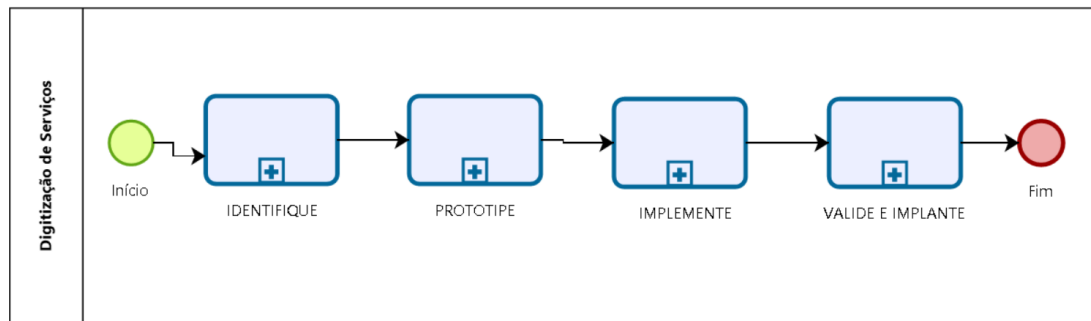 Digitização de Serviços
Início
IDENTIFIQUE
PROTOTIPE
IMPLEMENTE
VALIDE E IMPLANTE
Fim